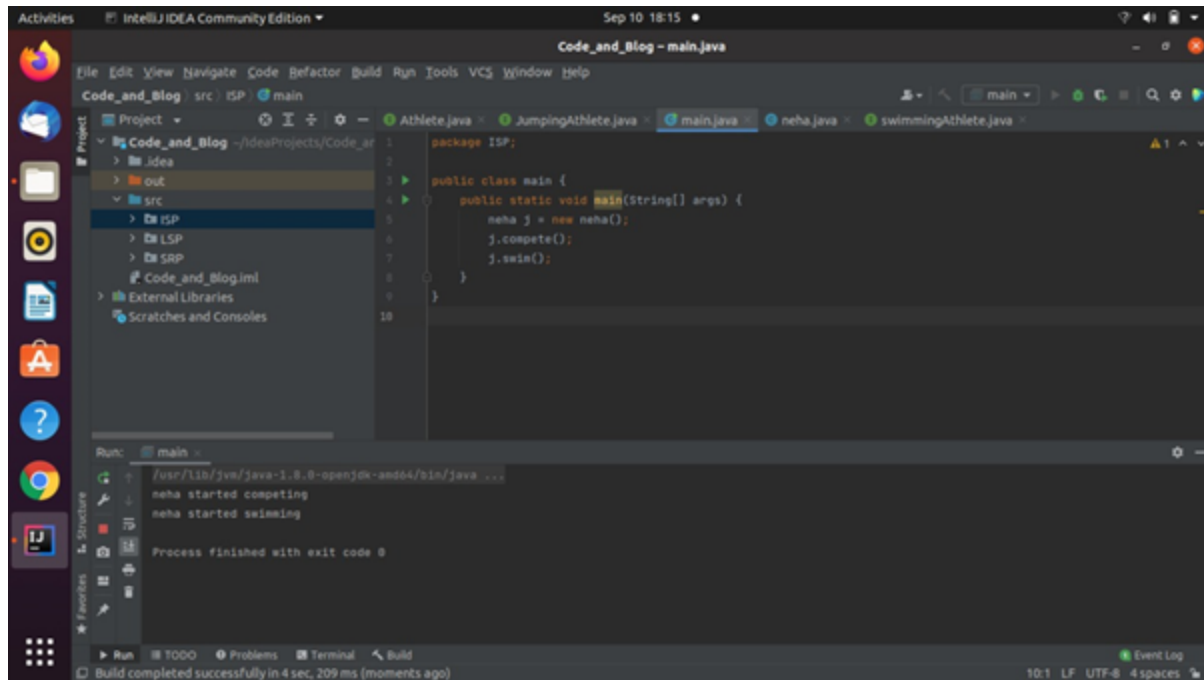 Activities IntelliJ IDEA Community Edition Sep 10 18:15
Code_and_Blog – main.java
File Edit View Navigate Code Refactor Build Run Tools VCS Window Help
Code_and_Blog src ISP main main
Project Athlete.java JumpingAthlete.java main.java neha.java swimmingAthlete.java
Project
Code_and_Blog ~/IdeaProjects/Code_ar
.idea
out
src
ISP
LSP
SRP
Code_and_Blog.iml
External Libraries
Scratches and Consoles
1 package ISP;
2
3 public class main {
4 public static void main(String[] args) {
5 neha j = new neha();
6 j.compete();
7 j.swim();
8 }
9 }
10
1
Run: main
/usr/lib/jvm/java-1.8.0-openjdk-amd64/bin/java ...
neha started competing
neha started swimming
Process finished with exit code 0
Structure
Favorites
Run TODO Problems Terminal Build Event Log
Build completed successfully in 4 sec, 209 ms (moments ago) 10:1 LF UTF-8 4 spaces